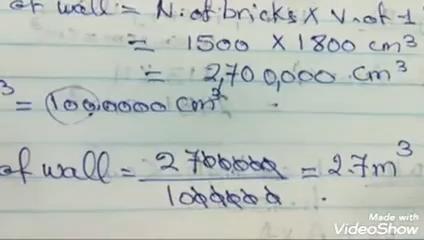 of wall = N. of bricks X V. of 1
= 1500 X 1800 cm³
= 2,700,000 cm³
³ = 1000000 cm³
of wall = 2700000 = 2.7 m³
1000000
Made with
VideoShow